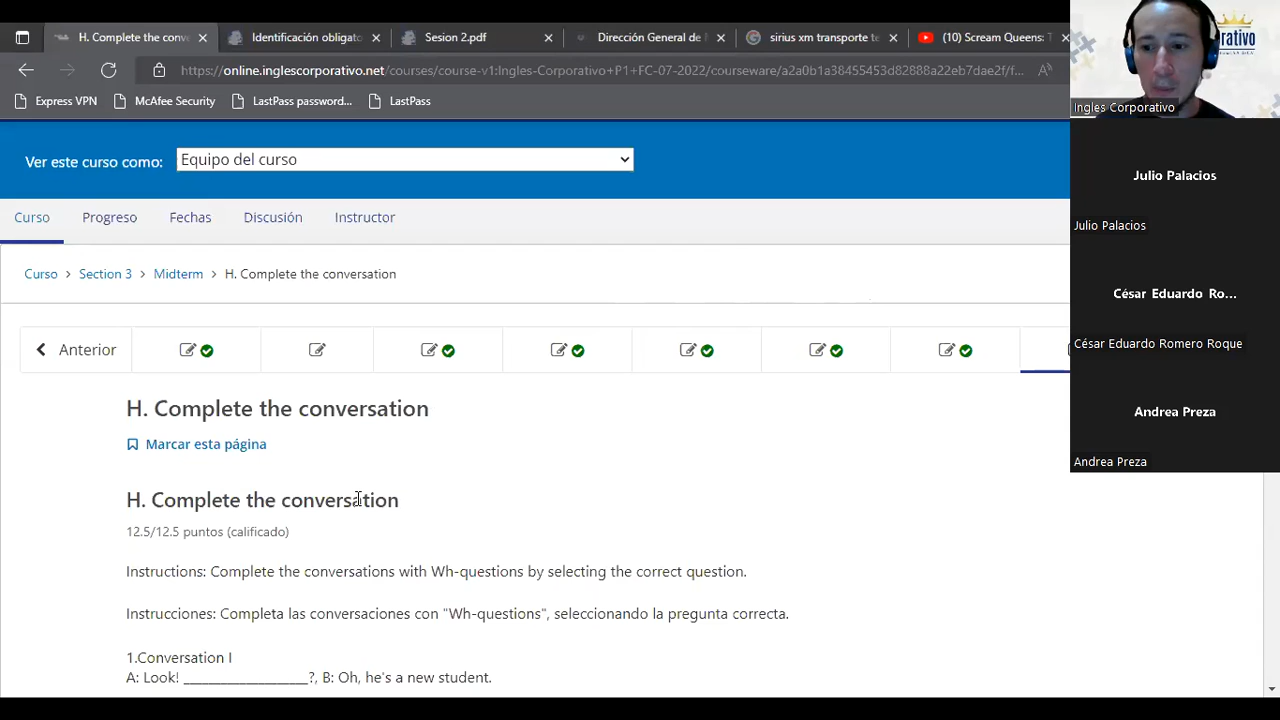 H. Complete the conv
Identificación obligato
Sesion 2.pdf
Dirección General de
sirius xm transporte te
(10) Scream Queens: T
https://online.inglescorporativo.net/courses/course-v1:Ingles-Corporativo+P1+FC-07-2022/courseware/a2a0b1a38455453d82888a22eb7dae2f/f...
Express VPN
McAfee Security
LastPass password...
LastPass
Ver este curso como:
Equipo del curso
Curso
Progreso
Fechas
Discusión
Instructor
Curso > Section 3 > Midterm > H. Complete the conversation
Anterior
H. Complete the conversation
Marcar esta página
H. Complete the conversation
12.5/12.5 puntos (calificado)
Instructions: Complete the conversations with Wh-questions by selecting the correct question.
Instrucciones: Completa las conversaciones con "Wh-questions", seleccionando la pregunta correcta.
1.Conversation I
A: Look! ____________________?, B: Oh, he's a new student.
orativo
Ingles Corporativo
Julio Palacios
Julio Palacios
César Eduardo Ro...
César Eduardo Romero Roque
Andrea Preza
Andrea Preza